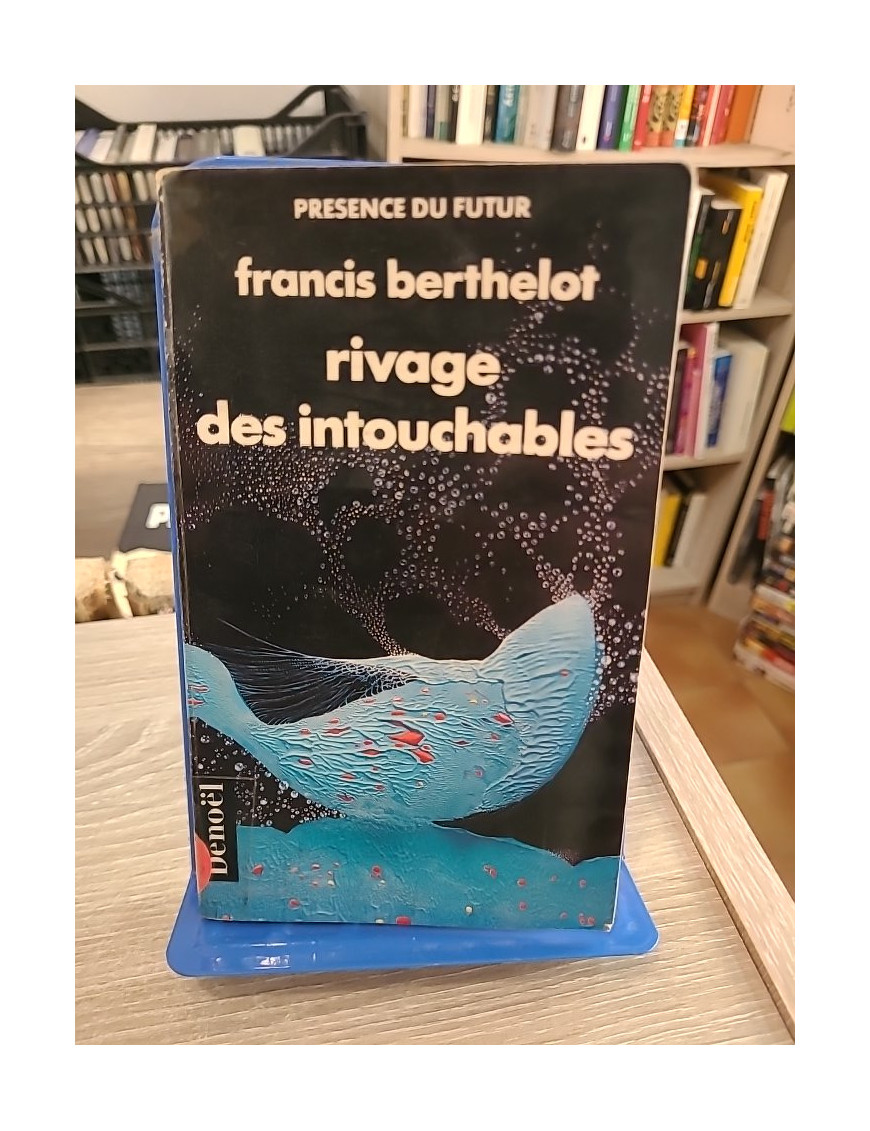 PRESENCE DU FUTUR
francis berthelot
rivage
des intouchables
Denoël